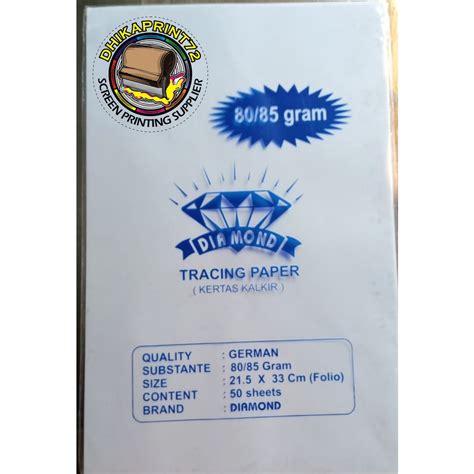 DHIKAPRINT72
SCREEN PRINTING SUPPLIER
80/85 gram
DIAMOND
TRACING PAPER
( KERTAS KALKIR )
QUALITY : GERMAN
SUBSTANTE : 80/85 Gram
SIZE : 21.5 X 33 Cm (Folio)
CONTENT : 50 sheets
BRAND : DIAMOND